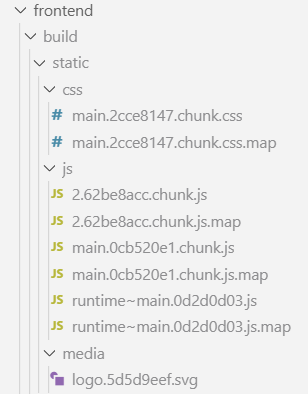 frontend
build
static
css
# main.2cce8147.chunk.css
# main.2cce8147.chunk.css.map
js
JS 2.62be8acc.chunk.js
JS 2.62be8acc.chunk.js.map
JS main.0cb520e1.chunk.js
JS main.0cb520e1.chunk.js.map
JS runtime~main.0d2d0d03.js
JS runtime~main.0d2d0d03.js.map
media
logo.5d5d9eef.svg